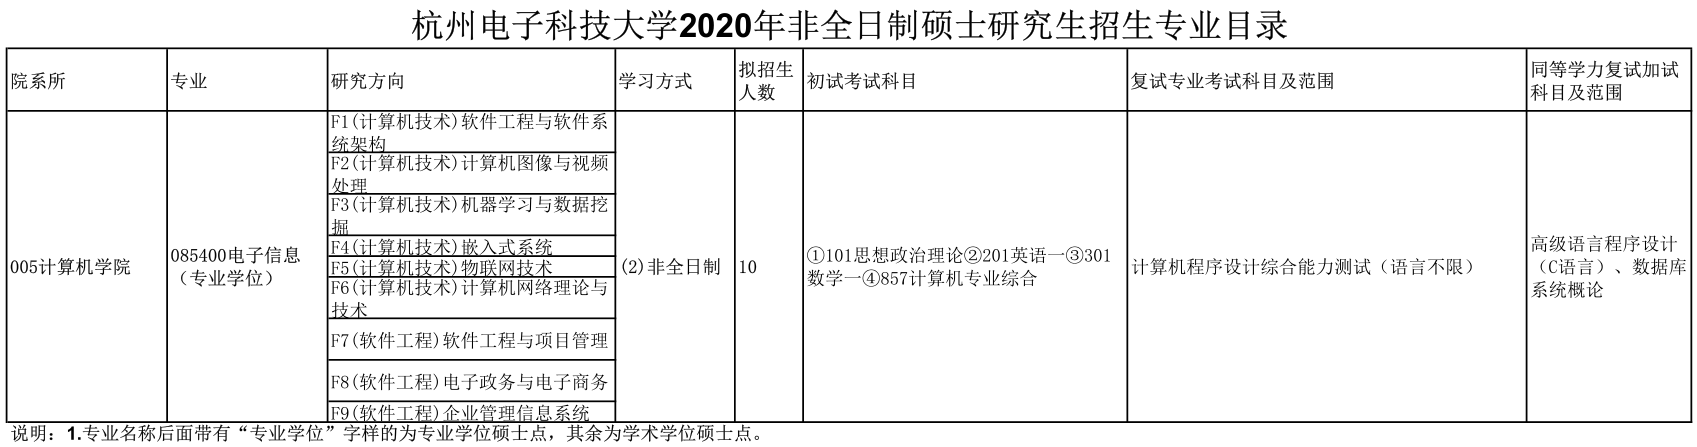 杭州电子科技大学2020年非全日制硕士研究生招生专业目录
院系所
专业
研究方向
学习方式
拟招生
人数
初试考试科目
复试专业考试科目及范围
同等学力复试加试
科目及范围
005计算机学院
085400电子信息
（专业学位）
F1(计算机技术)软件工程与软件系
统架构
F2(计算机技术)计算机图像与视频
处理
F3(计算机技术)机器学习与数据挖
掘
F4(计算机技术)嵌入式系统
F5(计算机技术)物联网技术
F6(计算机技术)计算机网络理论与
技术
F7(软件工程)软件工程与项目管理
F8(软件工程)电子政务与电子商务
F9(软件工程)企业管理信息系统
(2)非全日制
10
①101思想政治理论②201英语一③301
数学一④857计算机专业综合
计算机程序设计综合能力测试（语言不限）
高级语言程序设计
（C语言）、数据库
系统概论
说明：1.专业名称后面带有“专业学位”字样的为专业学位硕士点，其余为学术学位硕士点。